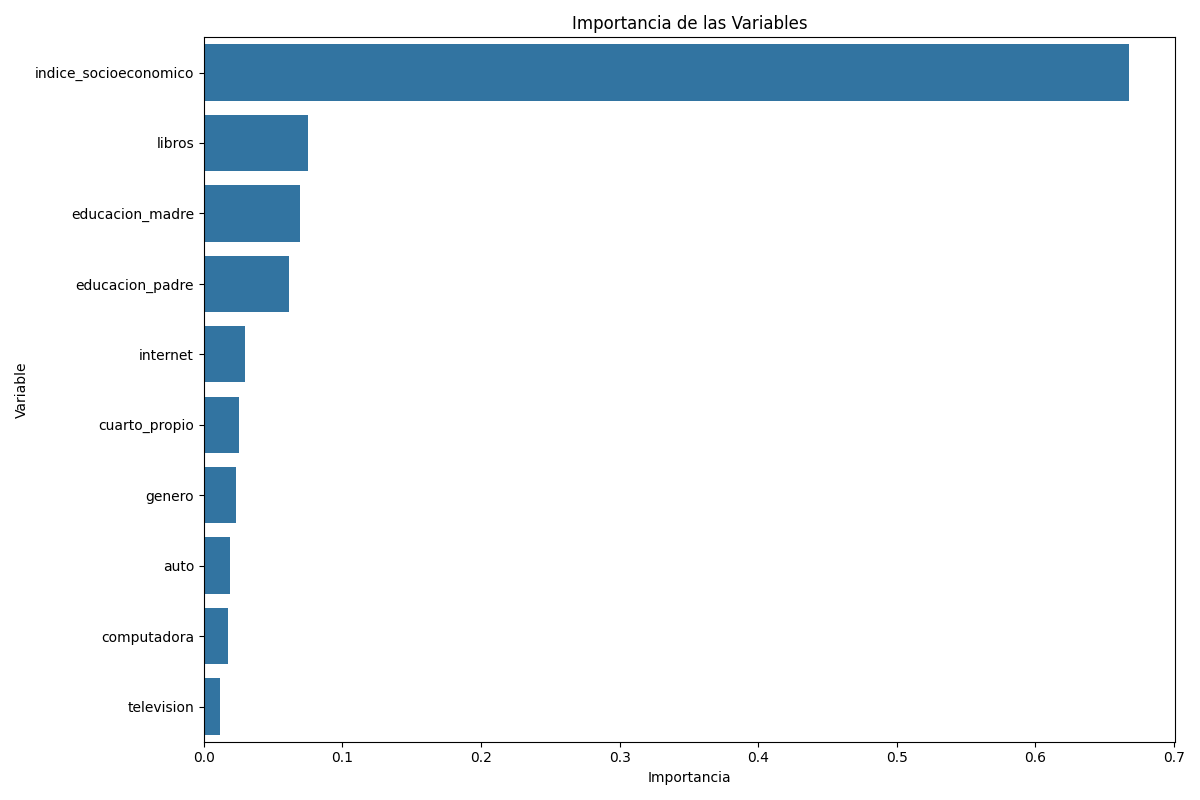 Importancia de las Variables
indice_socioeconomico
libros
educacion_madre
educacion_padre
internet
cuarto_propio
genero
auto
computadora
television
Variable
0.0 0.1 0.2 0.3 0.4 0.5 0.6 0.7
Importancia